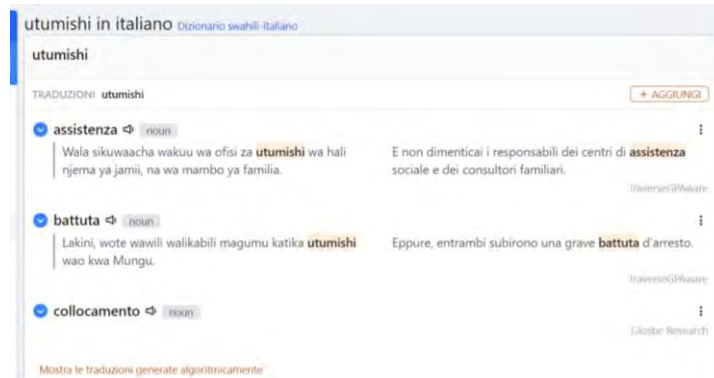 utumishi in italiano Dizionario swahili-italiano
utumishi
TRADUZIONI utumishi
+ AGGIUNGI
assistenza noun
Wala sikuwaacha wakuu wa ofisi za utumishi wa hali
njema ya jamii, na wa mambo ya familia.
E non dimenticai i responsabili dei centri di assistenza
sociale e dei consultori familiari.
TraverseGPAware
battuta noun
Lakini, wote wawili walikabili magumu katika utumishi
wao kwa Mungu.
Eppure, entrambi subirono una grave battuta d'arresto.
TraverseGPAware
collocamento noun
Glosbe Research
Mostra le traduzioni generate algoritmicamente